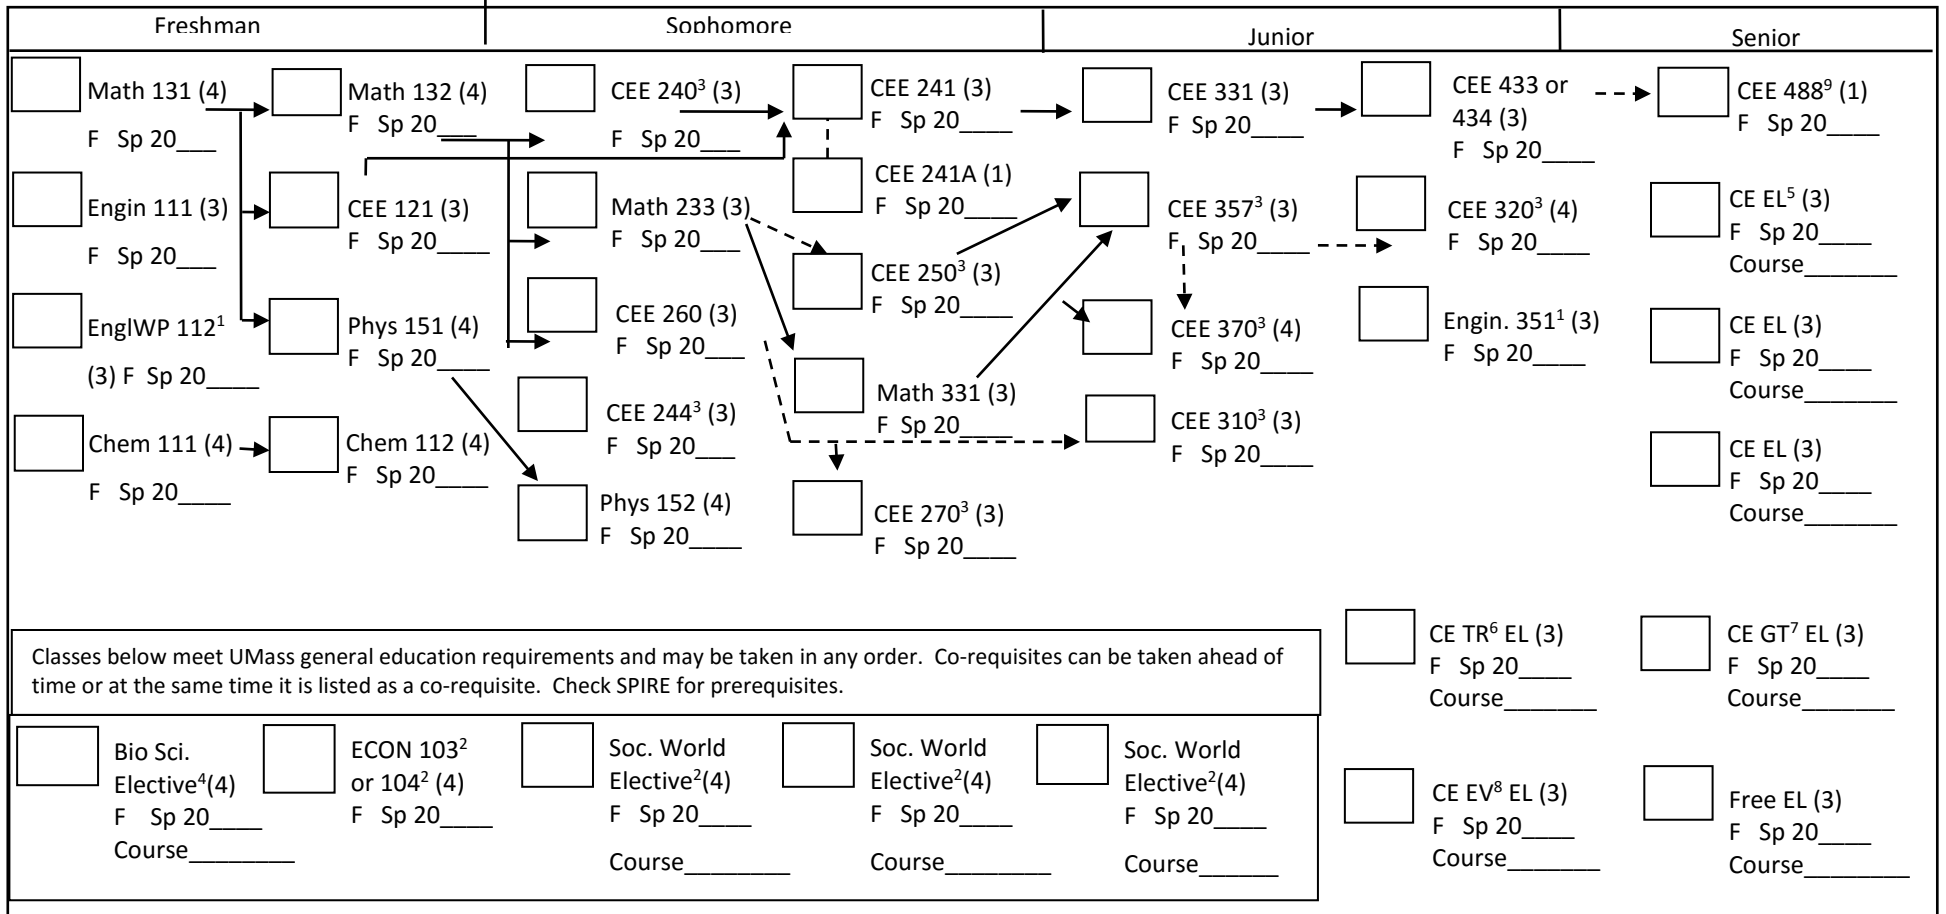 Freshman
Sophomore
Junior
Senior
Math 131 (4)
F Sp 20___
Engin 111 (3)
F Sp 20___
EnglWP 112¹
(3) F Sp 20____
Chem 111 (4)
F Sp 20____
Math 132 (4)
F Sp 20___
CEE 121 (3)
F Sp 20____
Phys 151 (4)
F Sp 20____
Chem 112 (4)
F Sp 20____
CEE 240³ (3)
F Sp 20___
Math 233 (3)
F Sp 20___
CEE 260 (3)
F Sp 20___
CEE 244³ (3)
F Sp 20____
Phys 152 (4)
F Sp 20____
CEE 241 (3)
F Sp 20____
CEE 241A (1)
F Sp 20____
CEE 250³ (3)
F Sp 20____
Math 331 (3)
F Sp 20____
CEE 270³ (3)
F Sp 20____
CEE 331 (3)
F Sp 20____
CEE 357³ (3)
F Sp 20____
CEE 370³ (4)
F Sp 20____
CEE 310³ (3)
F Sp 20____
CEE 433 or
434 (3)
F Sp 20____
CEE 320³ (4)
F Sp 20____
Engin. 351¹ (3)
F Sp 20____
CE TR⁶ EL (3)
F Sp 20____
Course_______
CE EV⁸ EL (3)
F Sp 20____
Course_______
CEE 488⁹ (1)
F Sp 20____
CE EL⁵ (3)
F Sp 20____
Course_______
CE EL (3)
F Sp 20____
Course_______
CE EL (3)
F Sp 20____
Course_______
CE GT⁷ EL (3)
F Sp 20____
Course_______
Free EL (3)
F Sp 20____
Course________
Classes below meet UMass general education requirements and may be taken in any order. Co-requisites can be taken ahead of
time or at the same time it is listed as a co-requisite. Check SPIRE for prerequisites.
Bio Sci.
Elective⁴(4)
F Sp 20____
Course________
ECON 103²
or 104² (4)
F Sp 20____
Soc. World
Elective²(4)
F Sp 20____
Course________
Soc. World
Elective²(4)
F Sp 20____
Course________
Soc. World
Elective²(4)
F Sp 20____
Course______